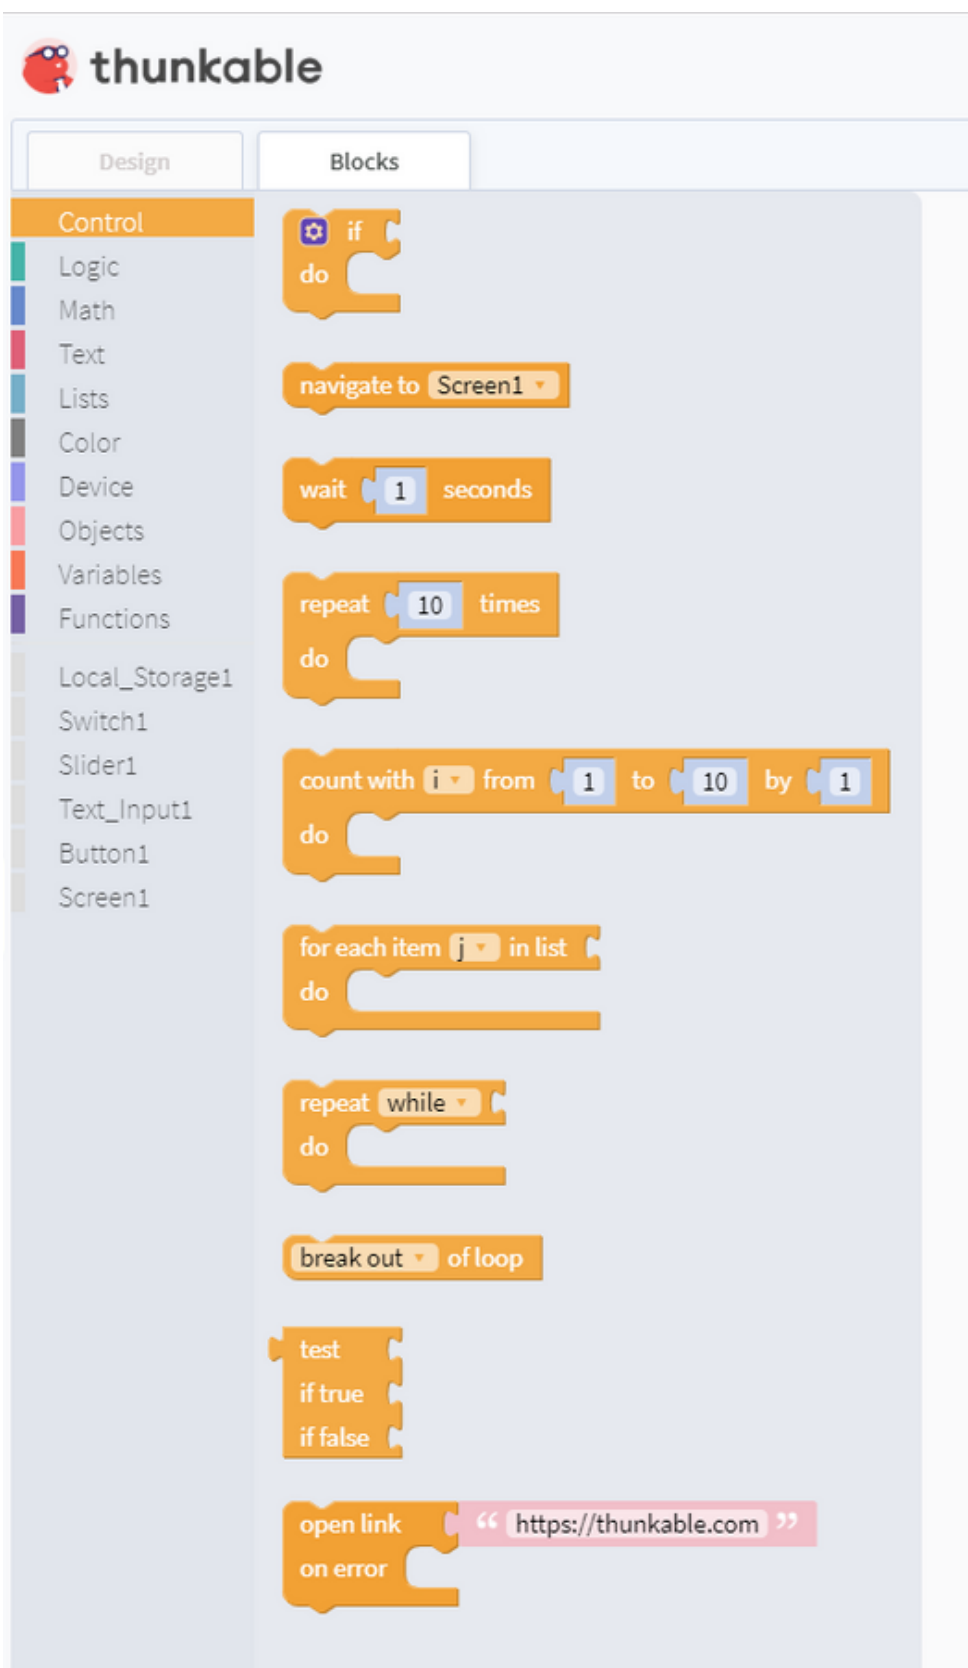 thunkable
Design
Blocks
Control
Logic
Math
Text
Lists
Color
Device
Objects
Variables
Functions
Local_Storage1
Switch1
Slider1
Text_Input1
Button1
Screen1
if
do
navigate to Screen1
wait 1 seconds
repeat 10 times
do
count with i from 1 to 10 by 1
do
for each item j in list
do
repeat while
do
break out of loop
test
if true
if false
open link “ https://thunkable.com ”
on error